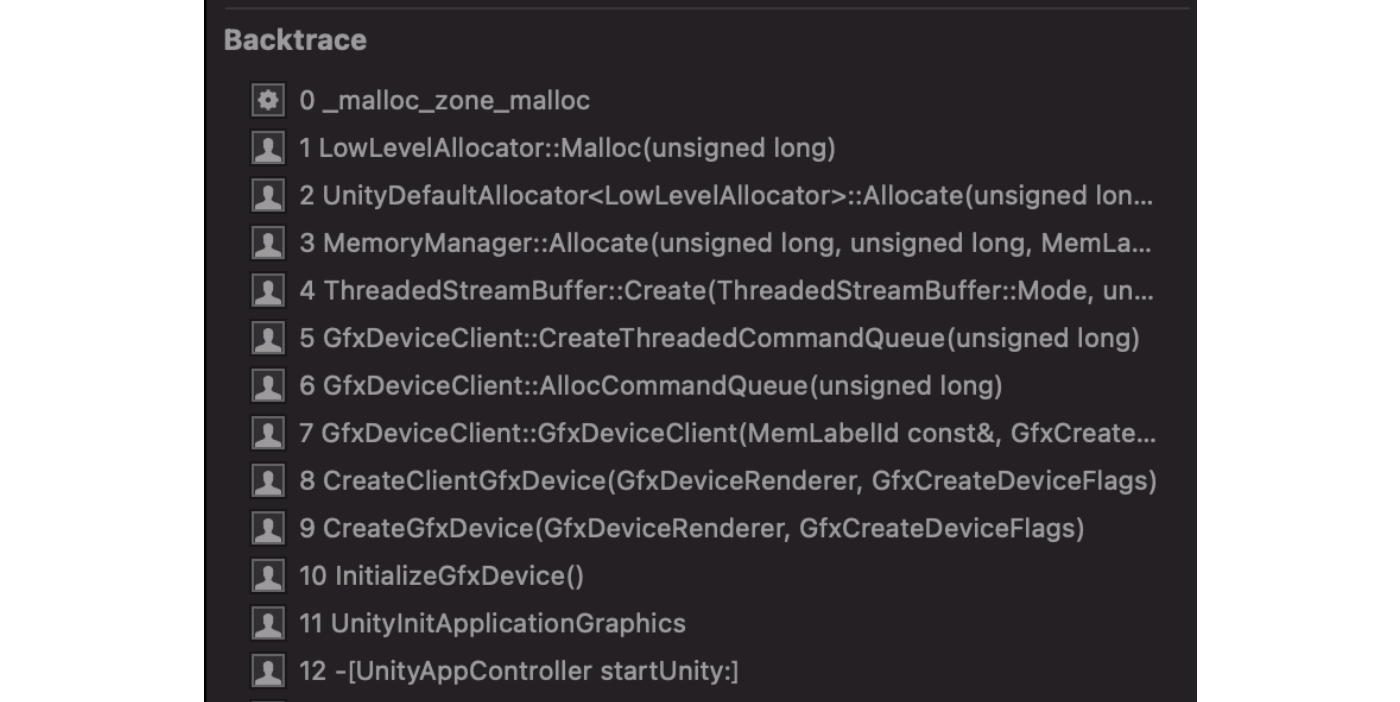 Backtrace
0 _malloc_zone_malloc
1 LowLevelAllocator::Malloc(unsigned long)
2 UnityDefaultAllocator<LowLevelAllocator>::Allocate(unsigned lon...
3 MemoryManager::Allocate(unsigned long, unsigned long, MemLa...
4 ThreadedStreamBuffer::Create(ThreadedStreamBuffer::Mode, un...
5 GfxDeviceClient::CreateThreadedCommandQueue(unsigned long)
6 GfxDeviceClient::AllocCommandQueue(unsigned long)
7 GfxDeviceClient::GfxDeviceClient(MemLabelId const&, GfxCreate...
8 CreateClientGfxDevice(GfxDeviceRenderer, GfxCreateDeviceFlags)
9 CreateGfxDevice(GfxDeviceRenderer, GfxCreateDeviceFlags)
10 InitializeGfxDevice()
11 UnityInitApplicationGraphics
12 -[UnityAppController startUnity:]